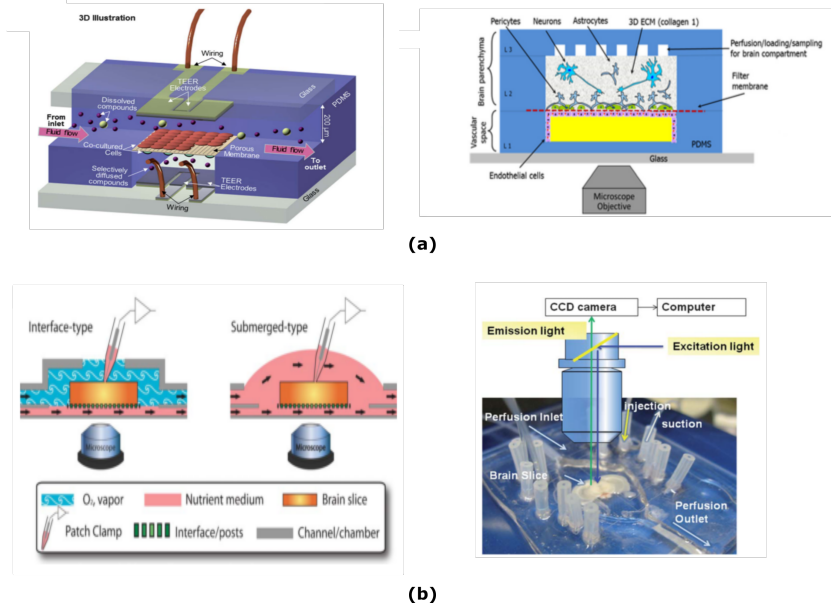 3D Illustration
Wiring
TEER
Electrodes
Glass
PDMS
Dissolved
compounds
200 µm
From
inlet
Fluid flow
Co-cultured
Cells
Porous
Membrane
Fluid flow
To
outlet
Selectively
diffused
compounds
TEER
Electrodes
Glass
Wiring
Pericytes
Neurons
Astrocytes
3D ECM (collagen 1)
Brain parenchyma
L 3
L 2
Perfusion/loading/sampling
for brain compartment
Filter
membrane
Vascular
space
L 1
PDMS
Glass
Endothelial cells
Microscope
Objective
(a)
Interface-type
Submerged-type
Microscope
Microscope
O₂, vapor
Nutrient medium
Brain slice
Patch Clamp
Interface/posts
Channel/chamber
CCD camera
Computer
Emission light
Excitation light
Perfusion Inlet
injection
suction
Brain Slice
Perfusion
Outlet
(b)